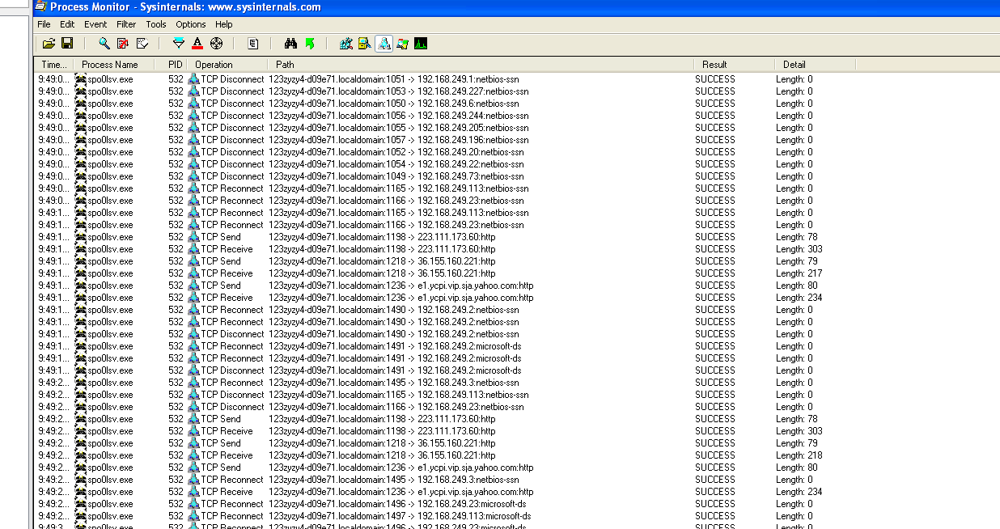 Process Monitor - Sysinternals: www.sysinternals.com
File Edit Event Filter Tools Options Help
Time... Process Name PID Operation Path Result Detail
9:49:0... spo0lsv.exe 532 TCP Disconnect 123zyzy4-d09e71.localdomain:1051 -> 192.168.249.1:netbios-ssn SUCCESS Length: 0
9:49:0... spo0lsv.exe 532 TCP Disconnect 123zyzy4-d09e71.localdomain:1053 -> 192.168.249.227:netbios-ssn SUCCESS Length: 0
9:49:0... spo0lsv.exe 532 TCP Disconnect 123zyzy4-d09e71.localdomain:1050 -> 192.168.249.6:netbios-ssn SUCCESS Length: 0
9:49:0... spo0lsv.exe 532 TCP Disconnect 123zyzy4-d09e71.localdomain:1056 -> 192.168.249.244:netbios-ssn SUCCESS Length: 0
9:49:0... spo0lsv.exe 532 TCP Disconnect 123zyzy4-d09e71.localdomain:1055 -> 192.168.249.205:netbios-ssn SUCCESS Length: 0
9:49:0... spo0lsv.exe 532 TCP Disconnect 123zyzy4-d09e71.localdomain:1057 -> 192.168.249.196:netbios-ssn SUCCESS Length: 0
9:49:0... spo0lsv.exe 532 TCP Disconnect 123zyzy4-d09e71.localdomain:1052 -> 192.168.249.20:netbios-ssn SUCCESS Length: 0
9:49:0... spo0lsv.exe 532 TCP Disconnect 123zyzy4-d09e71.localdomain:1054 -> 192.168.249.22:netbios-ssn SUCCESS Length: 0
9:49:0... spo0lsv.exe 532 TCP Disconnect 123zyzy4-d09e71.localdomain:1049 -> 192.168.249.73:netbios-ssn SUCCESS Length: 0
9:49:0... spo0lsv.exe 532 TCP Reconnect 123zyzy4-d09e71.localdomain:1165 -> 192.168.249.113:netbios-ssn SUCCESS Length: 0
9:49:0... spo0lsv.exe 532 TCP Reconnect 123zyzy4-d09e71.localdomain:1166 -> 192.168.249.23:netbios-ssn SUCCESS Length: 0
9:49:1... spo0lsv.exe 532 TCP Reconnect 123zyzy4-d09e71.localdomain:1165 -> 192.168.249.113:netbios-ssn SUCCESS Length: 0
9:49:1... spo0lsv.exe 532 TCP Reconnect 123zyzy4-d09e71.localdomain:1166 -> 192.168.249.23:netbios-ssn SUCCESS Length: 0
9:49:1... spo0lsv.exe 532 TCP Send 123zyzy4-d09e71.localdomain:1198 -> 223.111.173.60:http SUCCESS Length: 78
9:49:1... spo0lsv.exe 532 TCP Receive 123zyzy4-d09e71.localdomain:1198 -> 223.111.173.60:http SUCCESS Length: 303
9:49:1... spo0lsv.exe 532 TCP Send 123zyzy4-d09e71.localdomain:1218 -> 36.155.160.221:http SUCCESS Length: 79
9:49:1... spo0lsv.exe 532 TCP Receive 123zyzy4-d09e71.localdomain:1218 -> 36.155.160.221:http SUCCESS Length: 217
9:49:1... spo0lsv.exe 532 TCP Send 123zyzy4-d09e71.localdomain:1236 -> e1.ycpi.vip.sja.yahoo.com:http SUCCESS Length: 80
9:49:1... spo0lsv.exe 532 TCP Receive 123zyzy4-d09e71.localdomain:1236 -> e1.ycpi.vip.sja.yahoo.com:http SUCCESS Length: 234
9:49:1... spo0lsv.exe 532 TCP Reconnect 123zyzy4-d09e71.localdomain:1490 -> 192.168.249.2:netbios-ssn SUCCESS Length: 0
9:49:1... spo0lsv.exe 532 TCP Reconnect 123zyzy4-d09e71.localdomain:1490 -> 192.168.249.2:netbios-ssn SUCCESS Length: 0
9:49:1... spo0lsv.exe 532 TCP Disconnect 123zyzy4-d09e71.localdomain:1490 -> 192.168.249.2:netbios-ssn SUCCESS Length: 0
9:49:1... spo0lsv.exe 532 TCP Reconnect 123zyzy4-d09e71.localdomain:1491 -> 192.168.249.2:microsoft-ds SUCCESS Length: 0
9:49:1... spo0lsv.exe 532 TCP Reconnect 123zyzy4-d09e71.localdomain:1491 -> 192.168.249.2:microsoft-ds SUCCESS Length: 0
9:49:1... spo0lsv.exe 532 TCP Disconnect 123zyzy4-d09e71.localdomain:1491 -> 192.168.249.2:microsoft-ds SUCCESS Length: 0
9:49:2... spo0lsv.exe 532 TCP Reconnect 123zyzy4-d09e71.localdomain:1495 -> 192.168.249.3:netbios-ssn SUCCESS Length: 0
9:49:2... spo0lsv.exe 532 TCP Disconnect 123zyzy4-d09e71.localdomain:1165 -> 192.168.249.113:netbios-ssn SUCCESS Length: 0
9:49:2... spo0lsv.exe 532 TCP Disconnect 123zyzy4-d09e71.localdomain:1166 -> 192.168.249.23:netbios-ssn SUCCESS Length: 0
9:49:2... spo0lsv.exe 532 TCP Send 123zyzy4-d09e71.localdomain:1198 -> 223.111.173.60:http SUCCESS Length: 78
9:49:2... spo0lsv.exe 532 TCP Receive 123zyzy4-d09e71.localdomain:1198 -> 223.111.173.60:http SUCCESS Length: 303
9:49:2... spo0lsv.exe 532 TCP Send 123zyzy4-d09e71.localdomain:1218 -> 36.155.160.221:http SUCCESS Length: 79
9:49:2... spo0lsv.exe 532 TCP Receive 123zyzy4-d09e71.localdomain:1218 -> 36.155.160.221:http SUCCESS Length: 218
9:49:2... spo0lsv.exe 532 TCP Send 123zyzy4-d09e71.localdomain:1236 -> e1.ycpi.vip.sja.yahoo.com:http SUCCESS Length: 80
9:49:2... spo0lsv.exe 532 TCP Reconnect 123zyzy4-d09e71.localdomain:1495 -> 192.168.249.3:netbios-ssn SUCCESS Length: 0
9:49:2... spo0lsv.exe 532 TCP Receive 123zyzy4-d09e71.localdomain:1236 -> e1.ycpi.vip.sja.yahoo.com:http SUCCESS Length: 234
9:49:2... spo0lsv.exe 532 TCP Reconnect 123zyzy4-d09e71.localdomain:1496 -> 192.168.249.23:microsoft-ds SUCCESS Length: 0
9:49:2... spo0lsv.exe 532 TCP Reconnect 123zyzy4-d09e71.localdomain:1497 -> 192.168.249.113:microsoft-ds SUCCESS Length: 0
9:49:3... spo0lsv.exe 532 TCP Reconnect 123zyzy4-d09e71.localdomain:1496 -> 192.168.249.23:microsoft-ds SUCCESS Length: 0